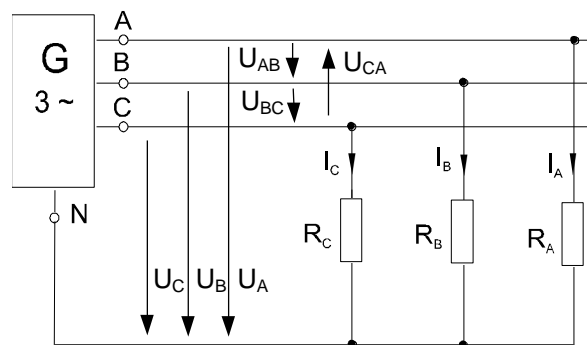 A
G
3 ~
B
C
N
U_AB
U_BC
U_CA
I_C
I_B
I_A
R_C
R_B
R_A
U_C U_B U_A